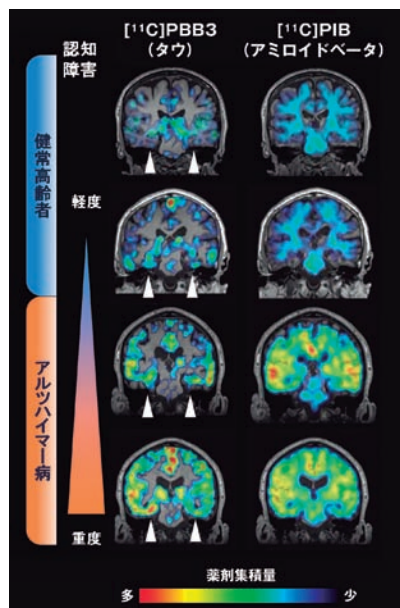 [¹¹C]PBB3
(タウ)
[¹¹C]PIB
(アミロイドベータ)
認知
障害
健常高齢者
軽度
アルツハイマー病
重度
薬剤集積量
多
少